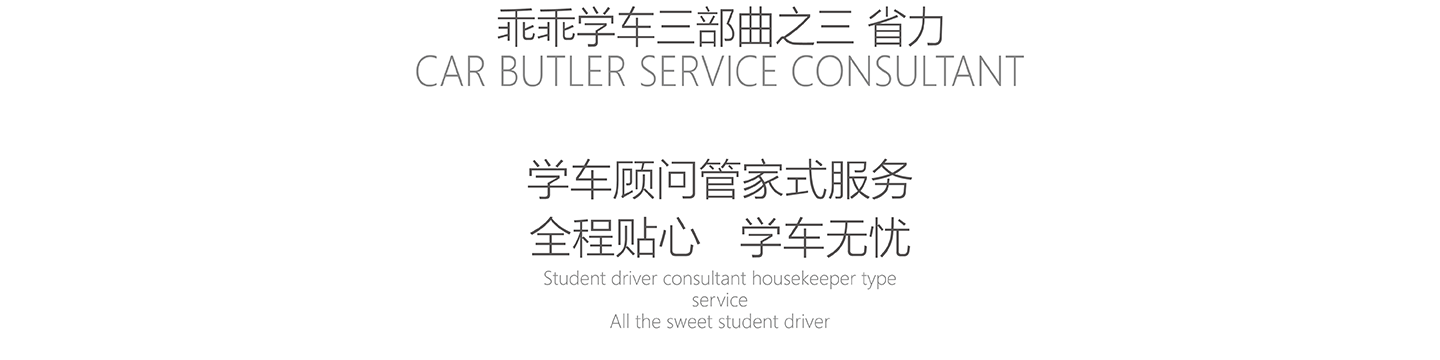 乖乖学车三部曲之三 省力
CAR BUTLER SERVICE CONSULTANT
学车顾问管家式服务
全程贴心 学车无忧
Student driver consultant housekeeper type
service
All the sweet student driver